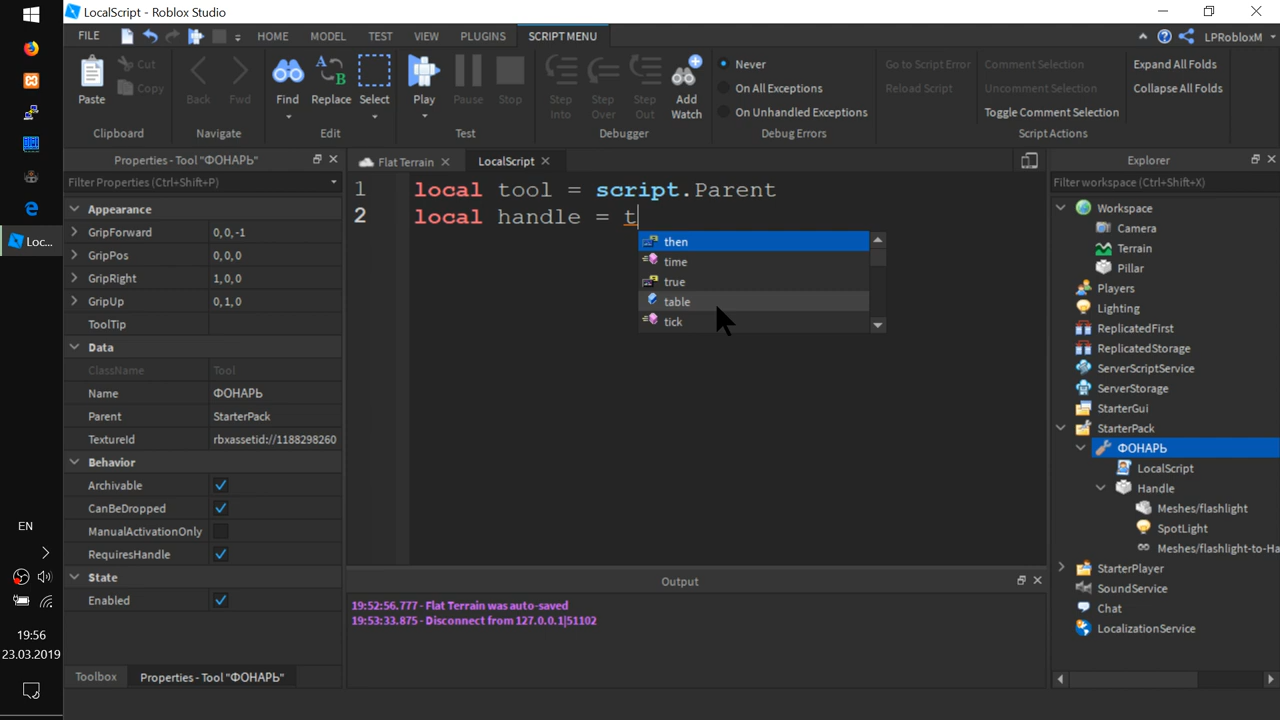 LocalScript - Roblox Studio
FILE
HOME
MODEL
TEST
VIEW
PLUGINS
SCRIPT MENU
LPRobloxM
Paste
Cut
Copy
Clipboard
Back
Fwd
Navigate
Find
Replace
Select
Edit
Play
Pause
Stop
Test
Step Into
Step Over
Step Out
Add Watch
Debugger
Never
On All Exceptions
On Unhandled Exceptions
Debug Errors
Go to Script Error
Reload Script
Comment Selection
Uncomment Selection
Toggle Comment Selection
Script Actions
Expand All Folds
Collapse All Folds
Loc...
EN
19:56
23.03.2019
Properties - Tool "ФОНАРЬ"
Filter Properties (Ctrl+Shift+P)
Appearance
GripForward 0,0,-1
GripPos 0,0,0
GripRight 1,0,0
GripUp 0,1,0
ToolTip
Data
ClassName Tool
Name ФОНАРЬ
Parent StarterPack
TextureId rbxassetid://1188298260
Behavior
Archivable
CanBeDropped
ManualActivationOnly
RequiresHandle
State
Enabled
Toolbox
Properties - Tool "ФОНАРЬ"
Flat Terrain
LocalScript
1 local tool = script.Parent
2 local handle = t
then
time
true
table
tick
Output
19:52:56.777 - Flat Terrain was auto-saved
19:53:33.875 - Disconnect from 127.0.0.1|51102
Explorer
Filter workspace (Ctrl+Shift+X)
Workspace
Camera
Terrain
Pillar
Players
Lighting
ReplicatedFirst
ReplicatedStorage
ServerScriptService
ServerStorage
StarterGui
StarterPack
ФОНАРЬ
LocalScript
Handle
Meshes/flashlight
SpotLight
Meshes/flashlight-to-Ha
StarterPlayer
SoundService
Chat
LocalizationService